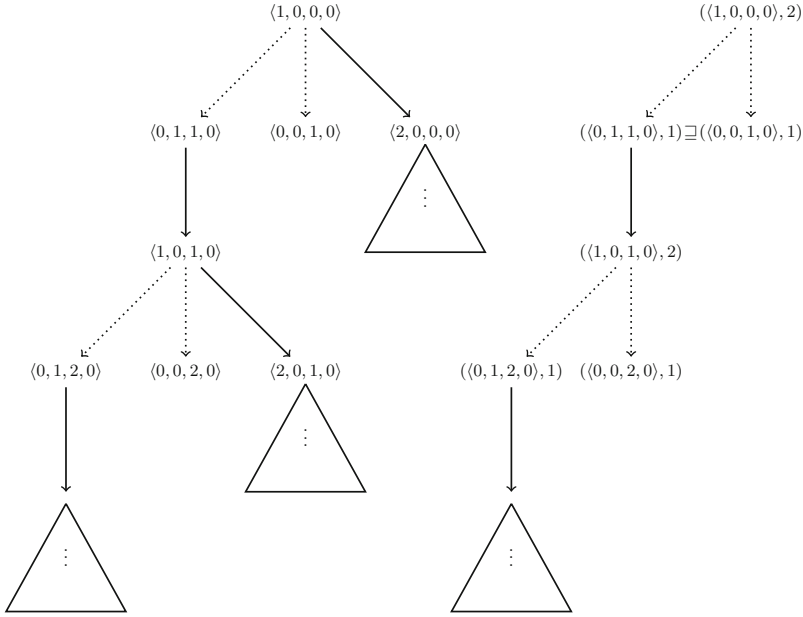 ⟨1, 0, 0, 0⟩ (⟨1, 0, 0, 0⟩, 2)
⟨0, 1, 1, 0⟩ ⟨0, 0, 1, 0⟩ ⟨2, 0, 0, 0⟩ (⟨0, 1, 1, 0⟩, 1) ⊒ (⟨0, 0, 1, 0⟩, 1)
⋮
⟨1, 0, 1, 0⟩ (⟨1, 0, 1, 0⟩, 2)
⟨0, 1, 2, 0⟩ ⟨0, 0, 2, 0⟩ ⟨2, 0, 1, 0⟩ (⟨0, 1, 2, 0⟩, 1) (⟨0, 0, 2, 0⟩, 1)
⋮
⋮ ⋮